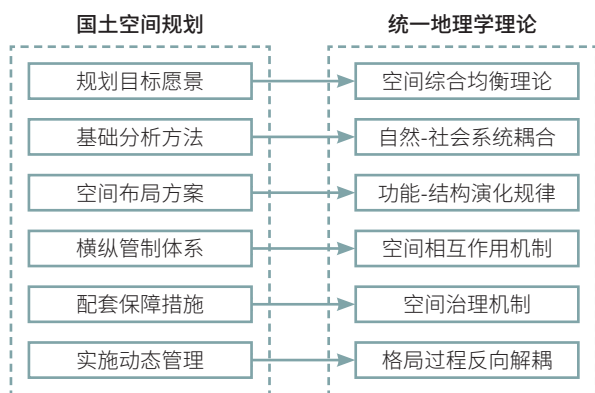 国土空间规划 统一地理学理论
规划目标愿景 空间综合均衡理论
基础分析方法 自然-社会系统耦合
空间布局方案 功能-结构演化规律
横纵管制体系 空间相互作用机制
配套保障措施 空间治理机制
实施动态管理 格局过程反向解耦